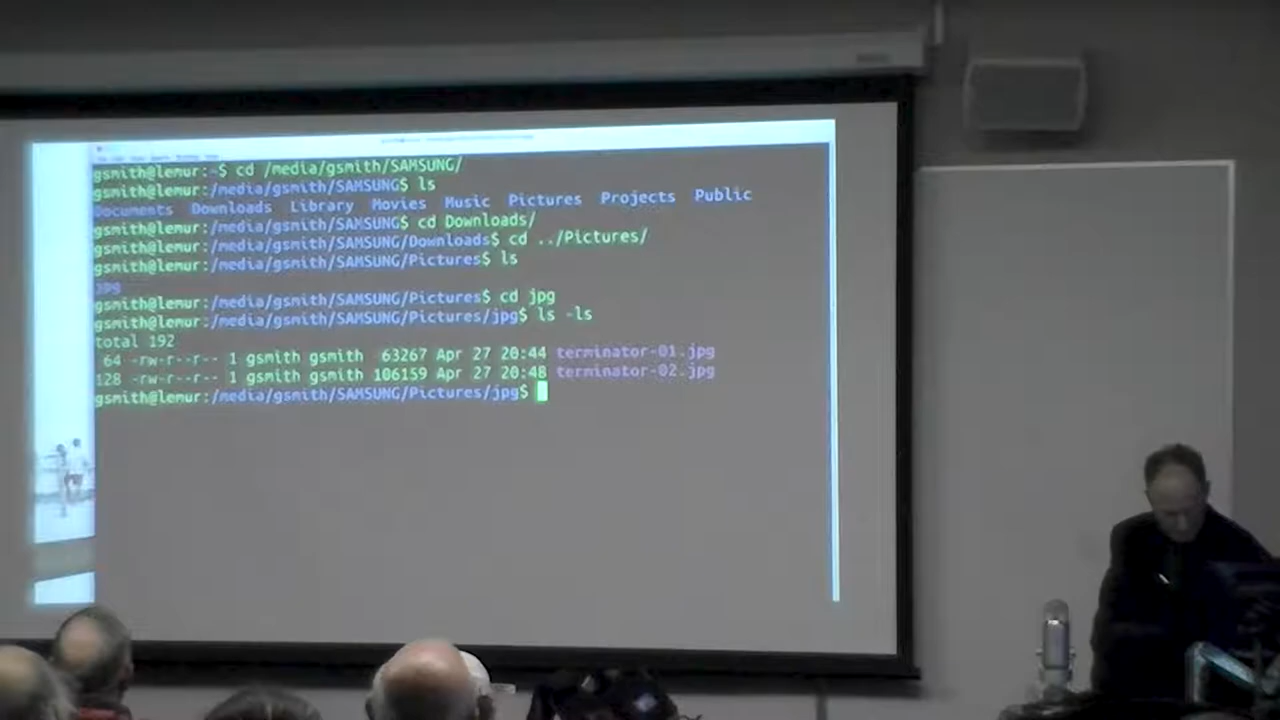 gsmith@lemur:~$ cd /media/gsmith/SAMSUNG/
gsmith@lemur:/media/gsmith/SAMSUNG$ ls
Documents Downloads Library Movies Music Pictures Projects Public
gsmith@lemur:/media/gsmith/SAMSUNG$ cd Downloads/
gsmith@lemur:/media/gsmith/SAMSUNG/Downloads$ cd ../Pictures/
gsmith@lemur:/media/gsmith/SAMSUNG/Pictures$ ls
jpg
gsmith@lemur:/media/gsmith/SAMSUNG/Pictures$ cd jpg
gsmith@lemur:/media/gsmith/SAMSUNG/Pictures/jpg$ ls -ls
total 192
64 -rw-r--r-- 1 gsmith gsmith 63267 Apr 27 20:44 terminator-01.jpg
128 -rw-r--r-- 1 gsmith gsmith 106159 Apr 27 20:48 terminator-02.jpg
gsmith@lemur:/media/gsmith/SAMSUNG/Pictures/jpg$